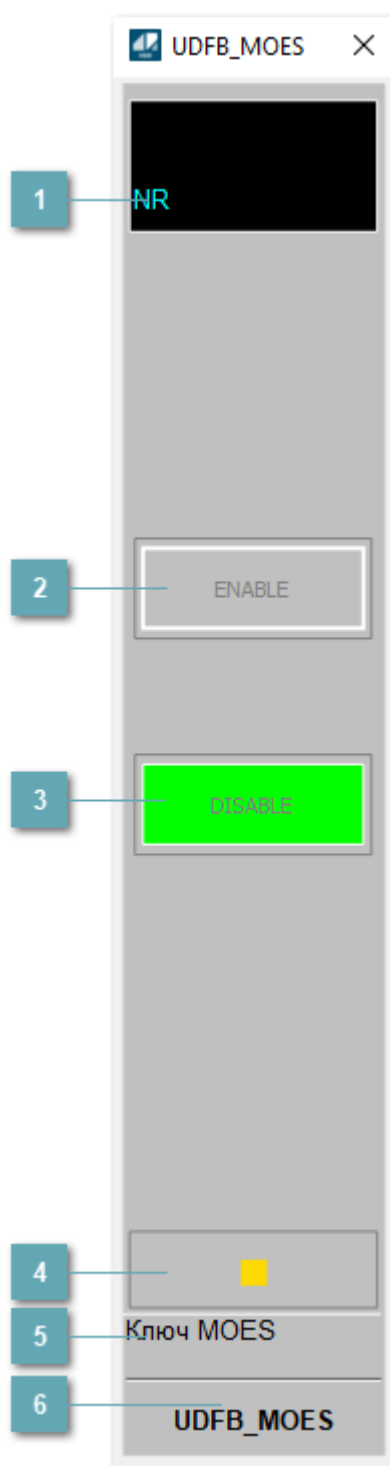 UDFB_MOES
1
NR
2
ENABLE
3
DISABLE
4
5
Ключ MOES
6
UDFB_MOES